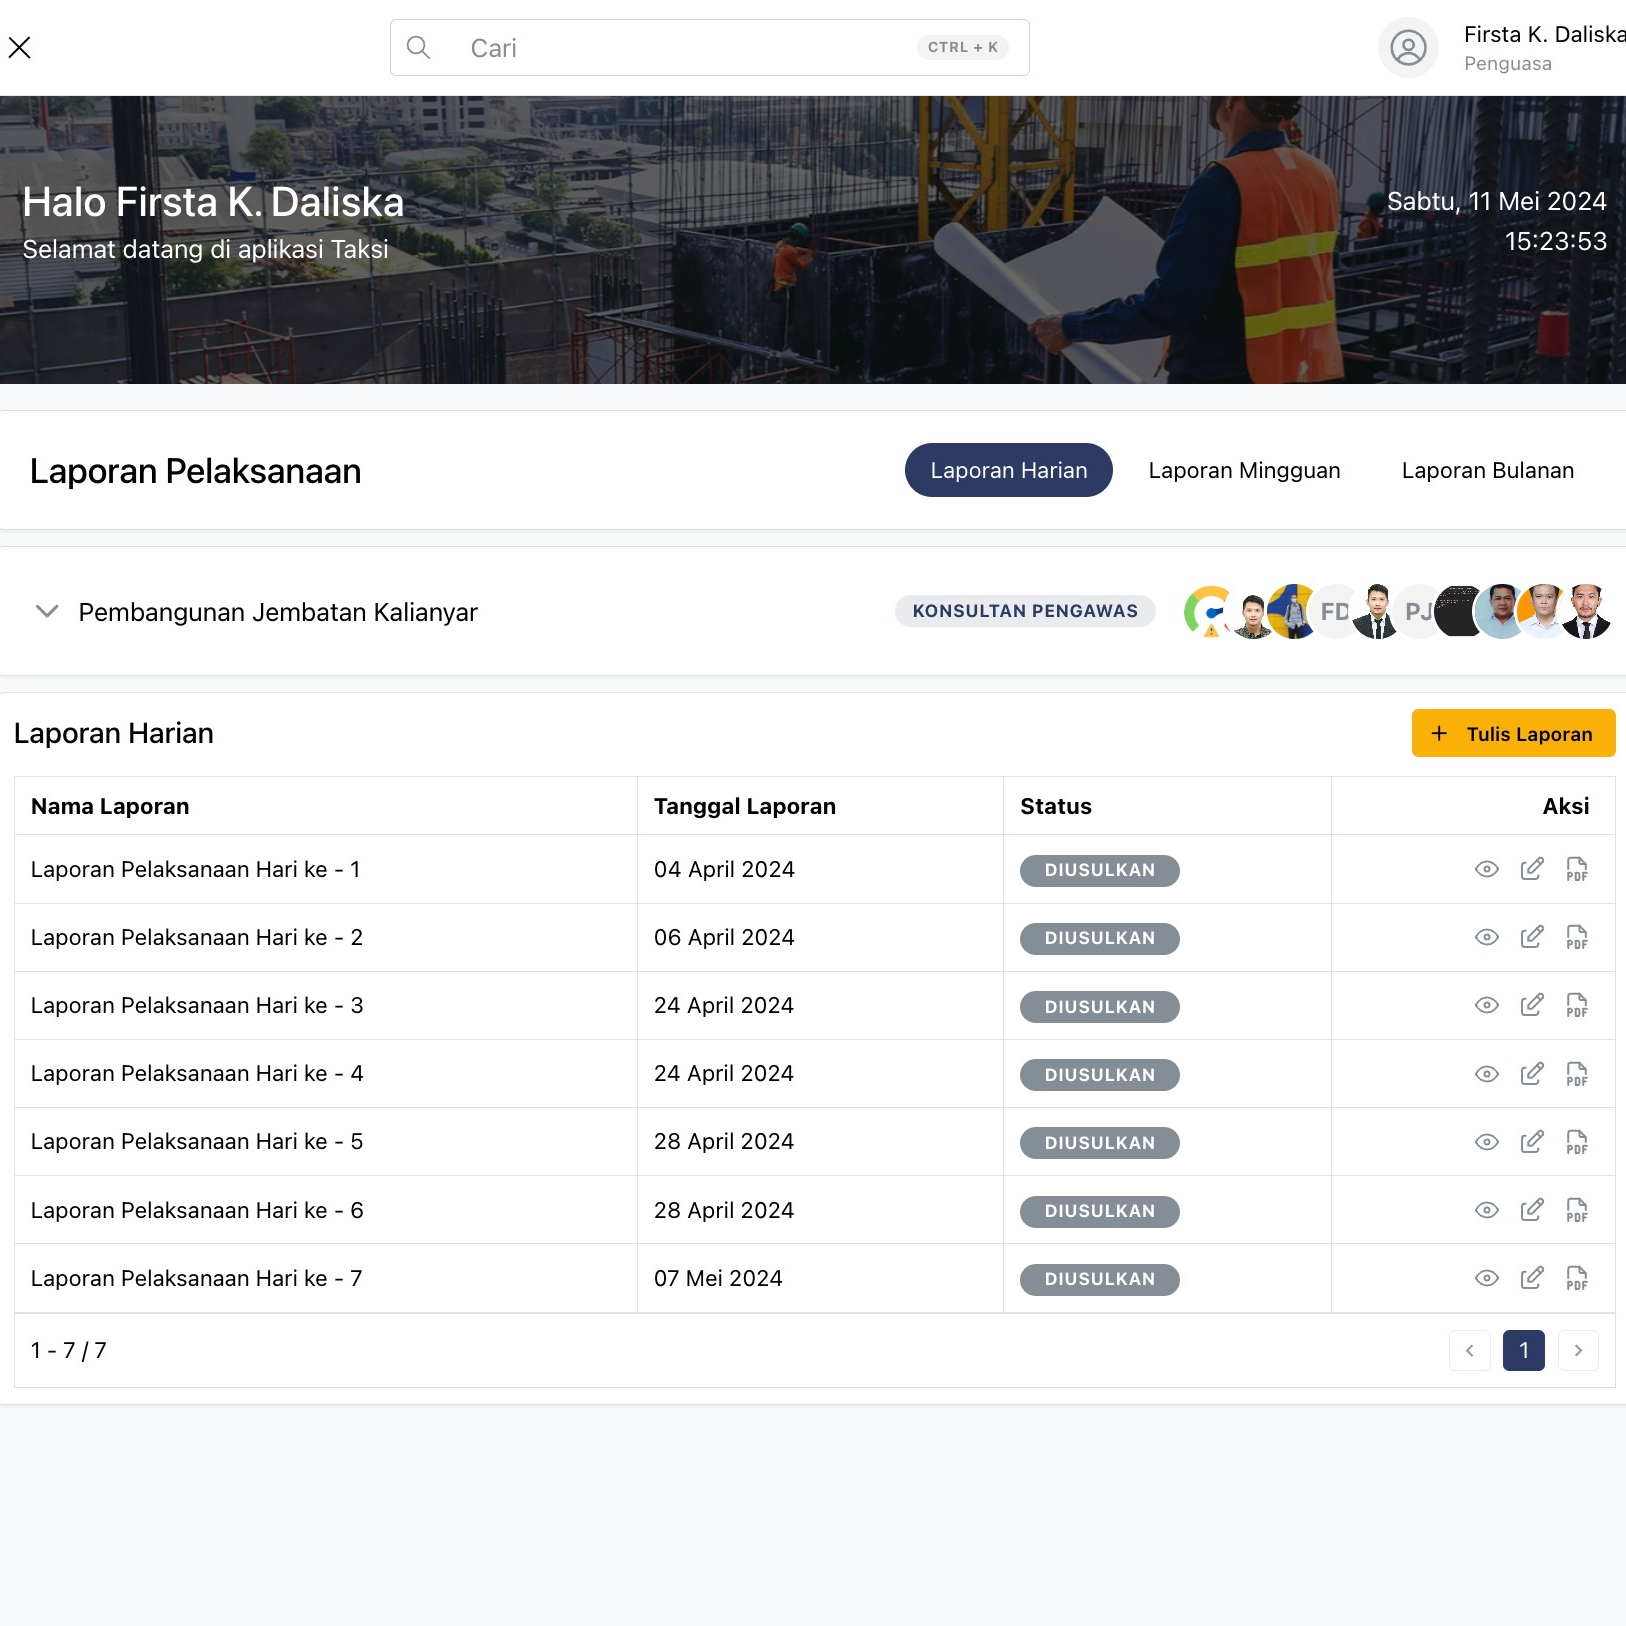 Cari
CTRL + K
Firsta K. Daliska
Penguasa
Halo Firsta K. Daliska
Selamat datang di aplikasi Taksi
Sabtu, 11 Mei 2024
15:23:53
Laporan Pelaksanaan
Laporan Harian
Laporan Mingguan
Laporan Bulanan
Pembangunan Jembatan Kalianyar
KONSULTAN PENGAWAS
FD
PJ
Laporan Harian
+ Tulis Laporan
Nama Laporan Tanggal Laporan Status Aksi
Laporan Pelaksanaan Hari ke - 1 04 April 2024 DIUSULKAN PDF
Laporan Pelaksanaan Hari ke - 2 06 April 2024 DIUSULKAN PDF
Laporan Pelaksanaan Hari ke - 3 24 April 2024 DIUSULKAN PDF
Laporan Pelaksanaan Hari ke - 4 24 April 2024 DIUSULKAN PDF
Laporan Pelaksanaan Hari ke - 5 28 April 2024 DIUSULKAN PDF
Laporan Pelaksanaan Hari ke - 6 28 April 2024 DIUSULKAN PDF
Laporan Pelaksanaan Hari ke - 7 07 Mei 2024 DIUSULKAN PDF
1 - 7 / 7
1